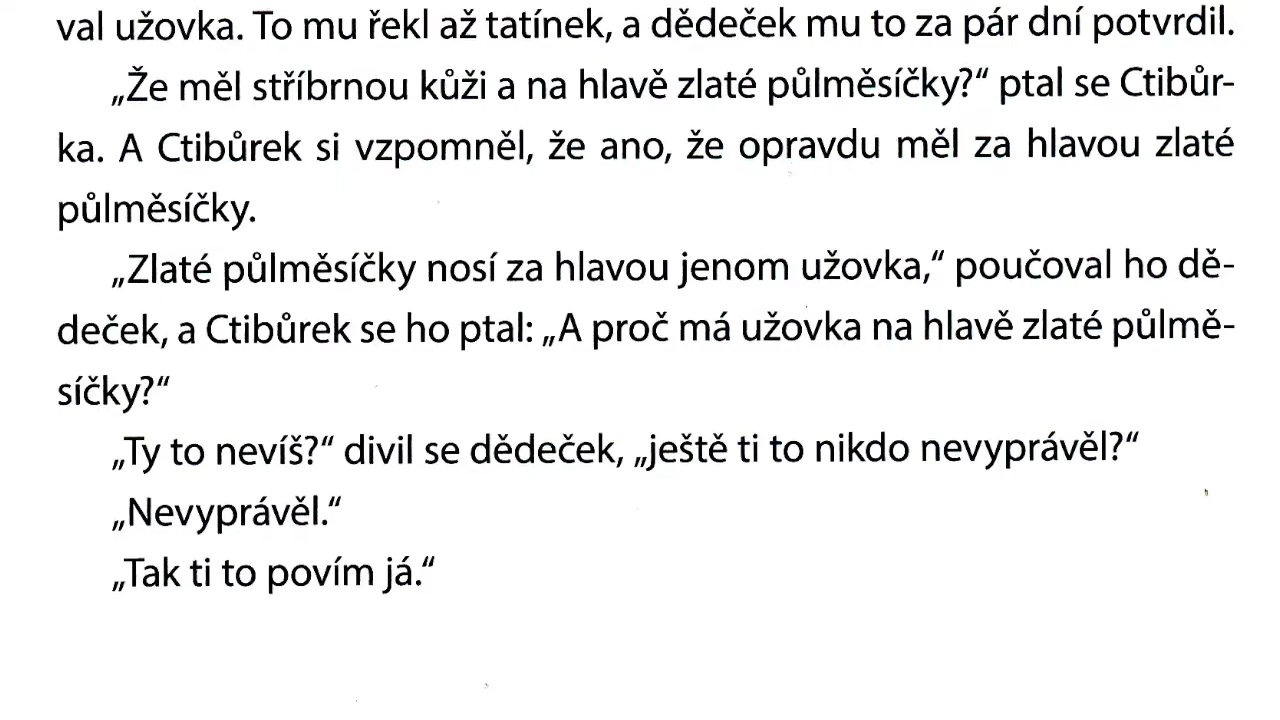 val užovka. To mu řekl až tatínek, a dědeček mu to za pár dní potvrdil.
„Že měl stříbrnou kůži a na hlavě zlaté půlměsíčky?“ ptal se Ctibůr-
ka. A Ctibůrek si vzpomněl, že ano, že opravdu měl za hlavou zlaté
půlměsíčky.
„Zlaté půlměsíčky nosí za hlavou jenom užovka,“ poučoval ho dě-
deček, a Ctibůrek se ho ptal: „A proč má užovka na hlavě zlaté půlmě-
síčky?“
„Ty to nevíš?“ divil se dědeček, „ještě ti to nikdo nevyprávěl?“
„Nevyprávěl.“
„Tak ti to povím já.“